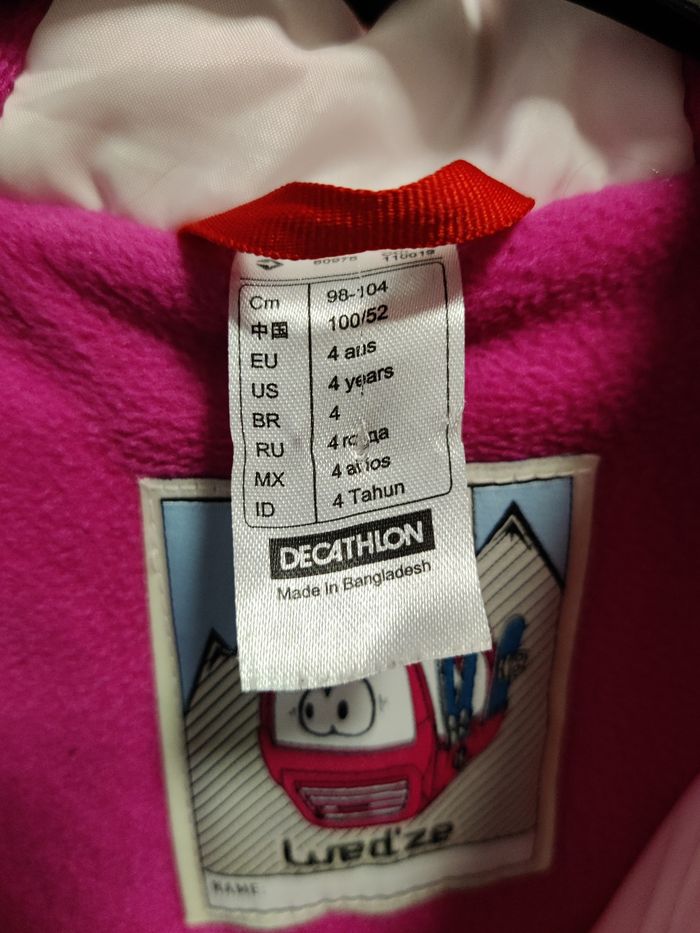 Cm 98-104
中国 100/52
EU 4 ans
US 4 years
BR 4
RU 4 года
MX 4 años
ID 4 Tahun
DECATHLON
Made in Bangladesh
wed'ze
NAME: